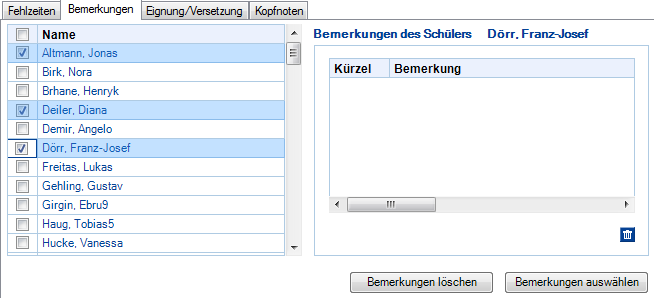 Fehlzeiten Bemerkungen Eignung/Versetzung Kopfnoten
Name
Altmann, Jonas
Birk, Nora
Brhane, Henryk
Deiler, Diana
Demir, Angelo
Dörr, Franz-Josef
Freitas, Lukas
Gehling, Gustav
Girgin, Ebru9
Haug, Tobias5
Hucke, Vanessa
Bemerkungen des Schülers Dörr, Franz-Josef
Kürzel Bemerkung
Bemerkungen löschen Bemerkungen auswählen